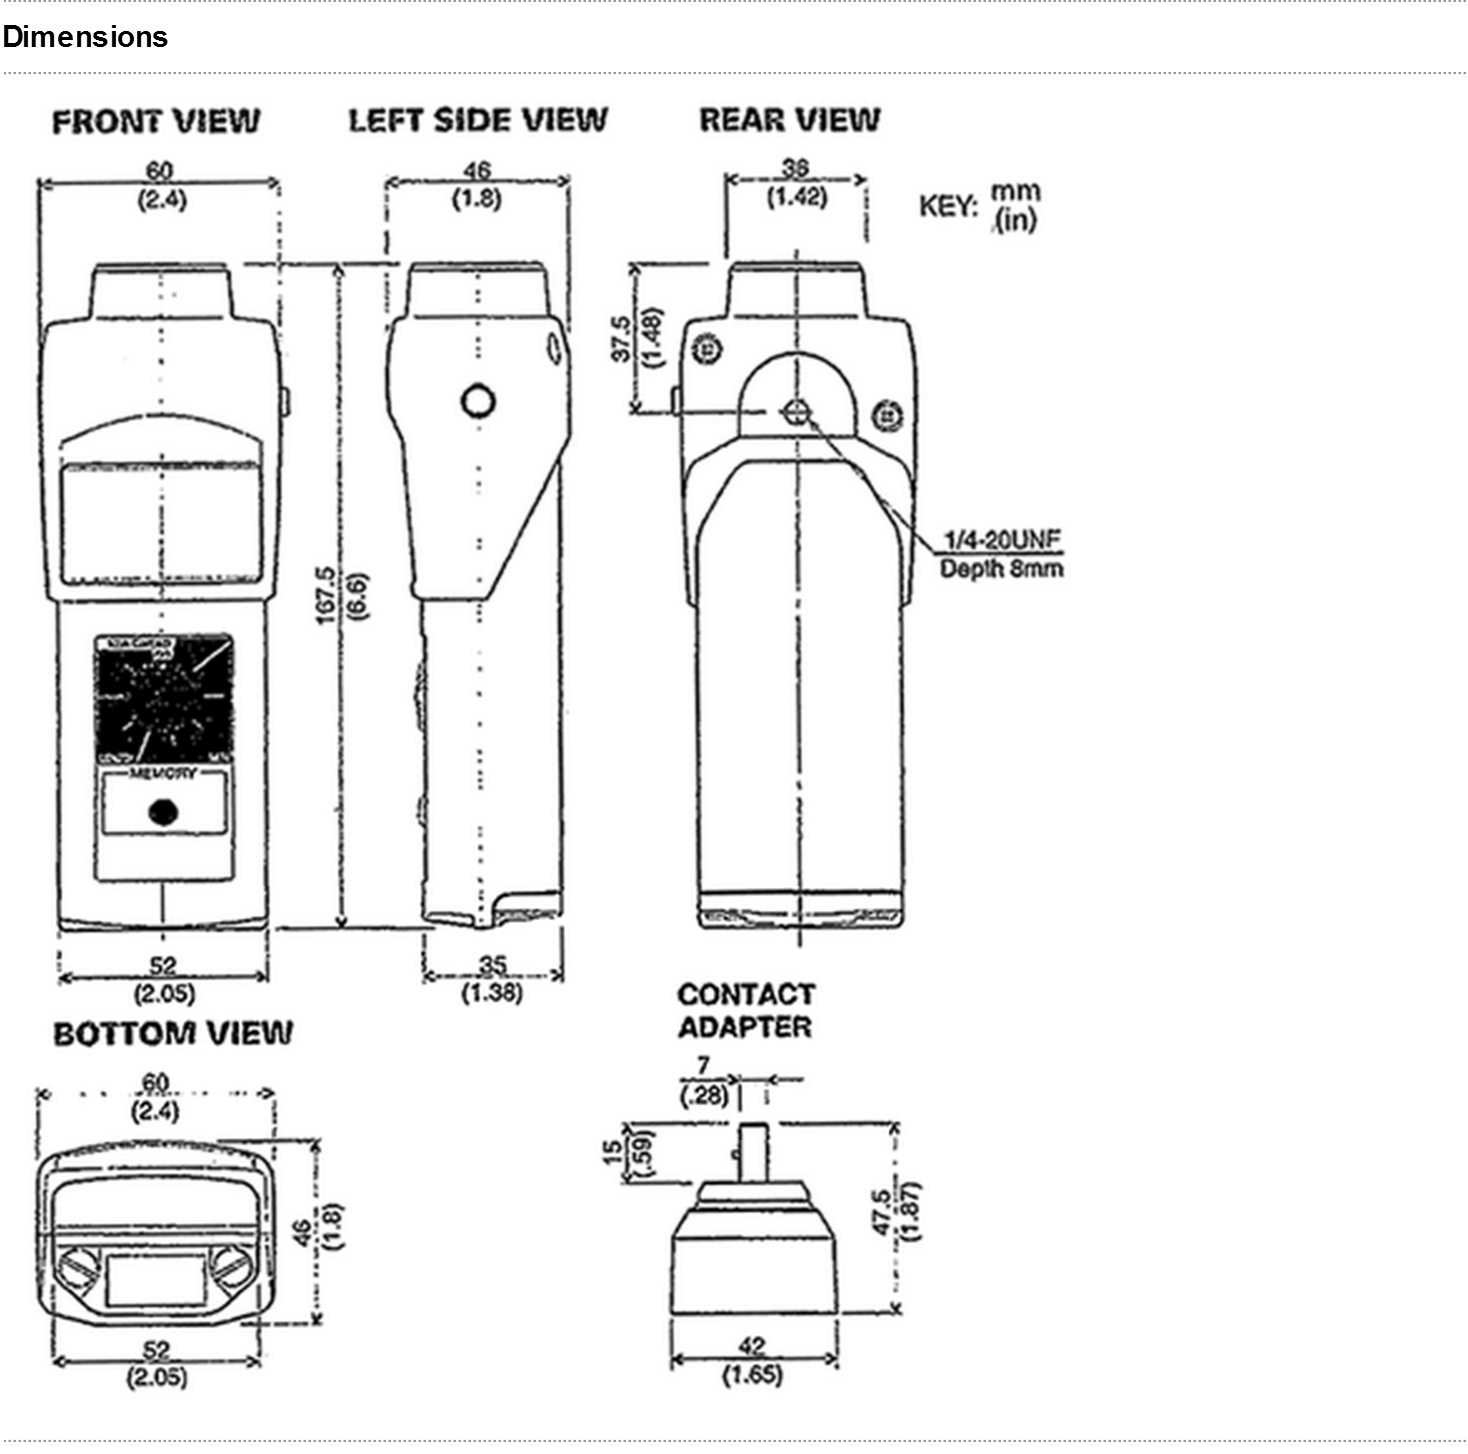 Dimensions
FRONT VIEW
LEFT SIDE VIEW
REAR VIEW
60
(2.4)
46
(1.8)
36
(1.42)
KEY: mm
(in)
37.5
(1.48)
1/4-20UNF
Depth 8mm
167.5
(6.6)
MEMORY
52
(2.05)
35
(1.38)
BOTTOM VIEW
60
(2.4)
46
(1.8)
52
(2.05)
CONTACT
ADAPTER
7
(.28)
15
(.59)
47.5
(1.87)
42
(1.65)